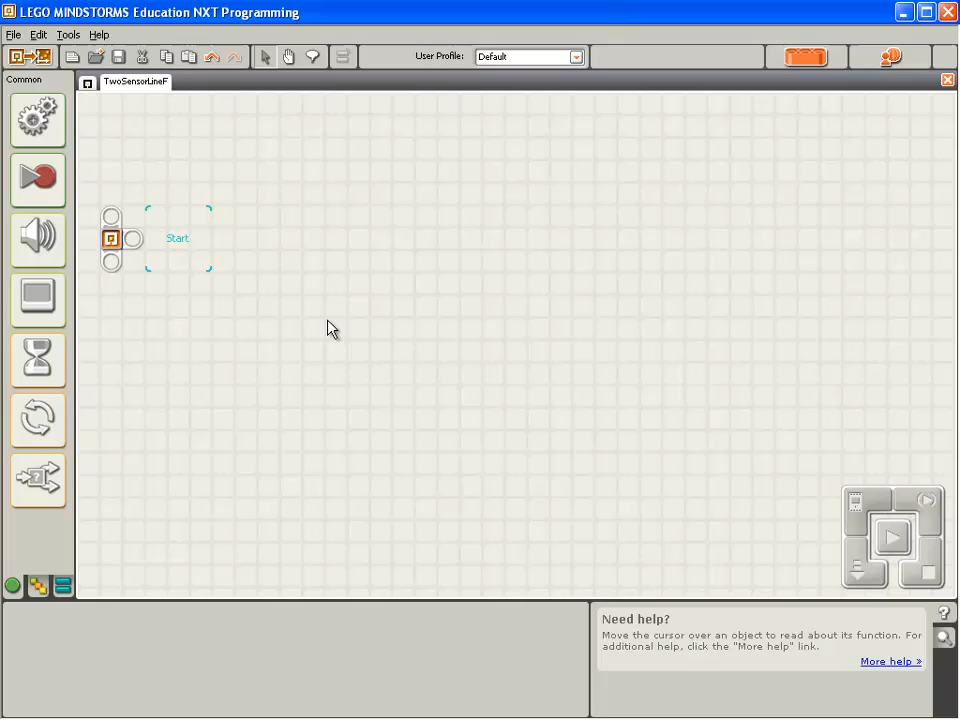 LEGO MINDSTORMS Education NXT Programming
File Edit Tools Help
User Profile: Default
Common
TwoSensorLineF
Start
?
Need help?
Move the cursor over an object to read about its function. For
additional help, click the "More help" link.
More help »
?